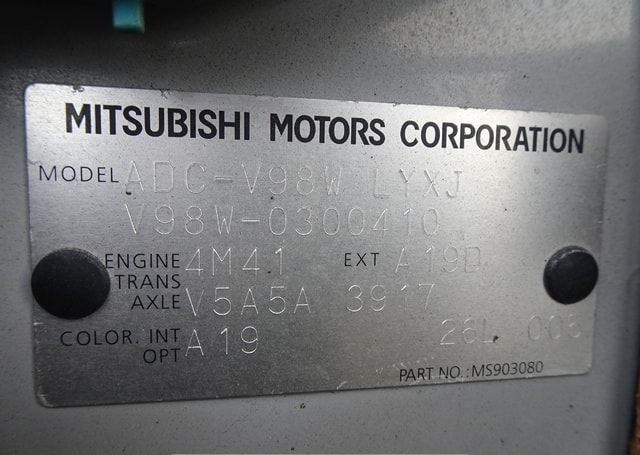 MITSUBISHI MOTORS CORPORATION
MODEL ADC-V98W LYXJ
V98W-0300410
ENGINE 4M41 EXT A19D
TRANS
AXLE V5A5A 3917
COLOR. INT A19 26L 003
OPT
PART NO.:MS903080